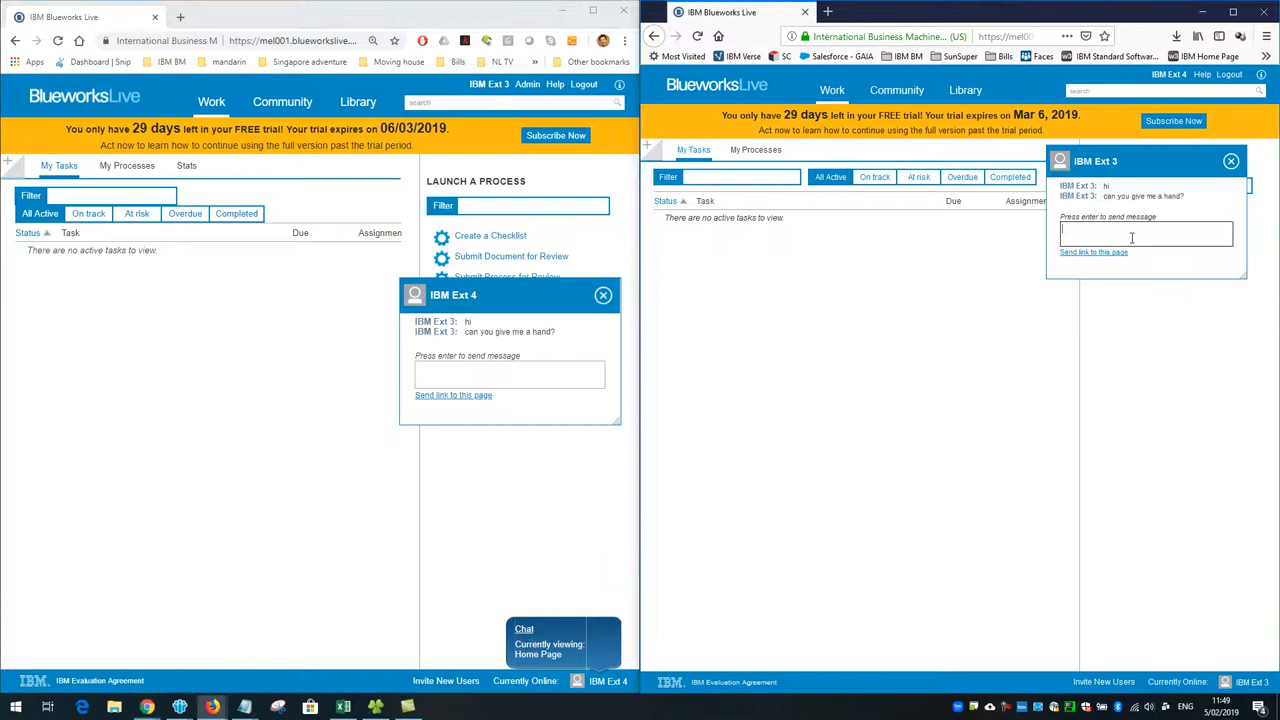 IBM Blueworks Live
International Business M
https://mel001.blueworkslive....
Apps
Dashboard | Snip
IBM BM
mandarin
Singapore adventure
Moving house
Bills
NL TV
»
Other bookmarks
IBM Ext 3 Admin Help Logout
BlueworksLive
Work
Community
Library
search
You only have 29 days left in your FREE trial! Your trial expires on 06/03/2019.
Act now to learn how to continue using the full version past the trial period.
Subscribe Now
My Tasks
My Processes
Stats
Filter
All Active
On track
At risk
Overdue
Completed
Status
Task
Due
Assignmen
There are no active tasks to view.
LAUNCH A PROCESS
Filter
Create a Checklist
Submit Document for Review
Submit Process for Review
IBM Ext 4
IBM Ext 3: hi
IBM Ext 3: can you give me a hand?
Press enter to send message
Send link to this page
Chat
Currently viewing:
Home Page
IBM.
IBM Evaluation Agreement
Invite New Users
Currently Online:
IBM Ext 4
IBM Blueworks Live
International Business Machine... (US)
https://mel0
Most Visited
IBM Verse
SC
Salesforce - GAIA
IBM BM
SunSuper
Bills
Faces
IBM Standard Software...
IBM Home Page
»
IBM Ext 4 Help Logout
BlueworksLive
Work
Community
Library
search
You only have 29 days left in your FREE trial! Your trial expires on Mar 6, 2019.
Act now to learn how to continue using the full version past the trial period.
Subscribe Now
My Tasks
My Processes
Filter
All Active
On track
At risk
Overdue
Completed
Status
Task
Due
Assignmen
There are no active tasks to view.
IBM Ext 3
IBM Ext 3: hi
IBM Ext 3: can you give me a hand?
Press enter to send message
Send link to this page
IBM.
IBM Evaluation Agreement
Invite New Users
Currently Online:
IBM Ext 3
ENG
11:49
5/02/2019